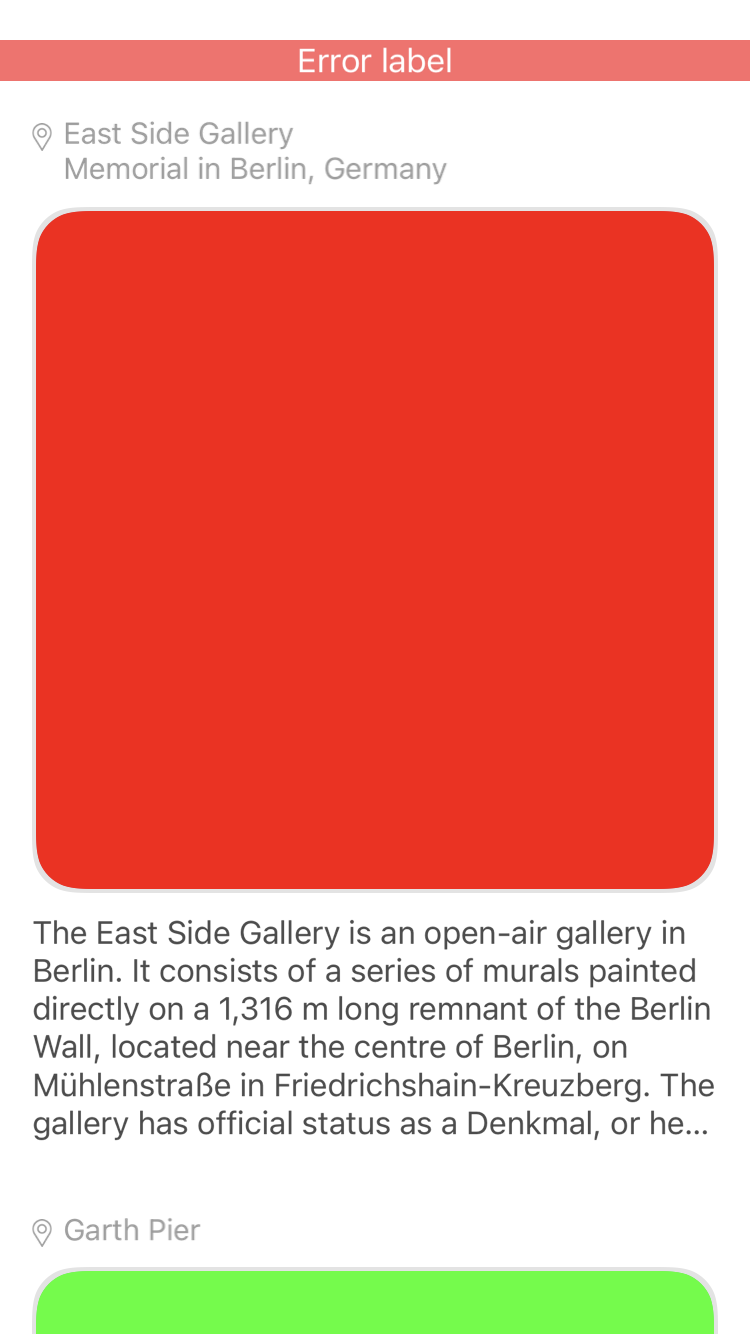 Error label
East Side Gallery
Memorial in Berlin, Germany
The East Side Gallery is an open-air gallery in
Berlin. It consists of a series of murals painted
directly on a 1,316 m long remnant of the Berlin
Wall, located near the centre of Berlin, on
Mühlenstraße in Friedrichshain-Kreuzberg. The
gallery has official status as a Denkmal, or he...
Garth Pier